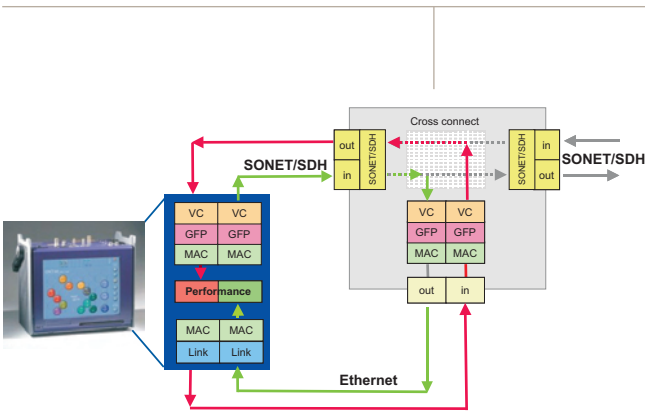 Cross connect
out
in
SONET/SDH
SONET/SDH
in
out
SONET/SDH
SONET/SDH
VC VC
GFP GFP
MAC MAC
VC VC
GFP GFP
MAC MAC
Performance
out in
MAC MAC
Link Link
Ethernet